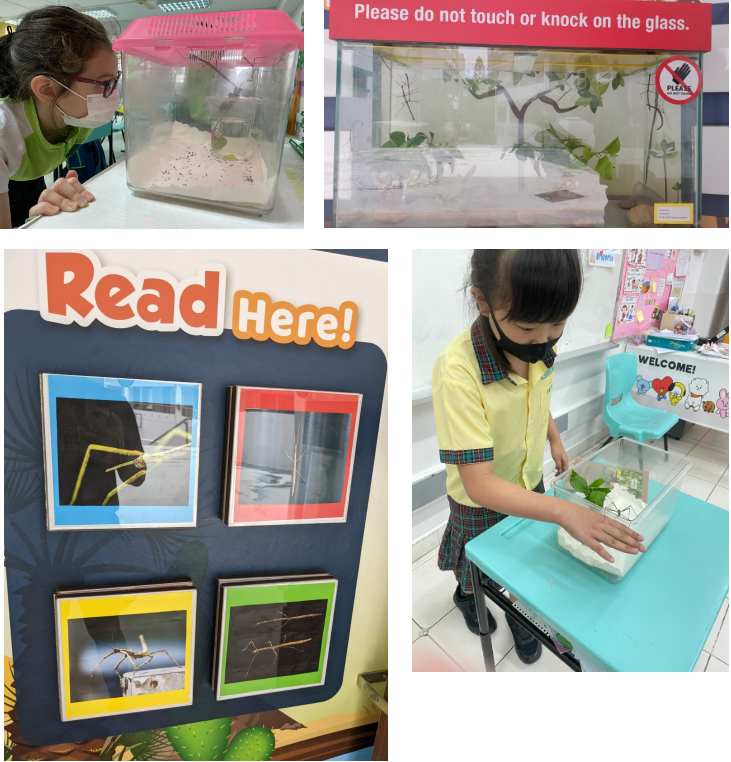 Please do not touch or knock on the glass.
PLEASE
DO NOT TOUCH
Read Here!
WELCOME!